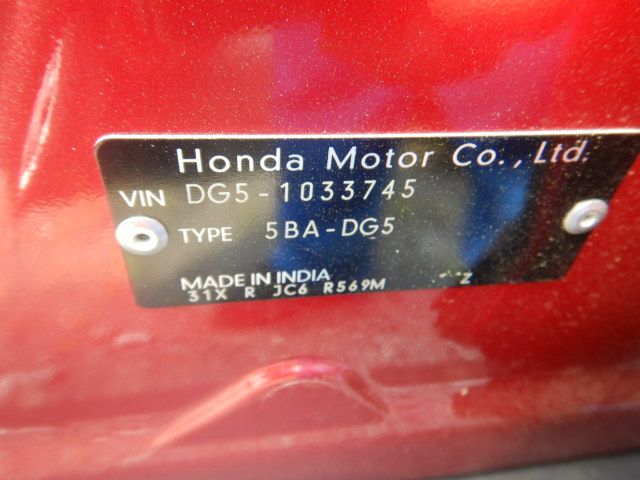 Honda Motor Co., Ltd.
VIN DG5-1033745
TYPE 5BA-DG5
MADE IN INDIA
31X R JC6 R569M